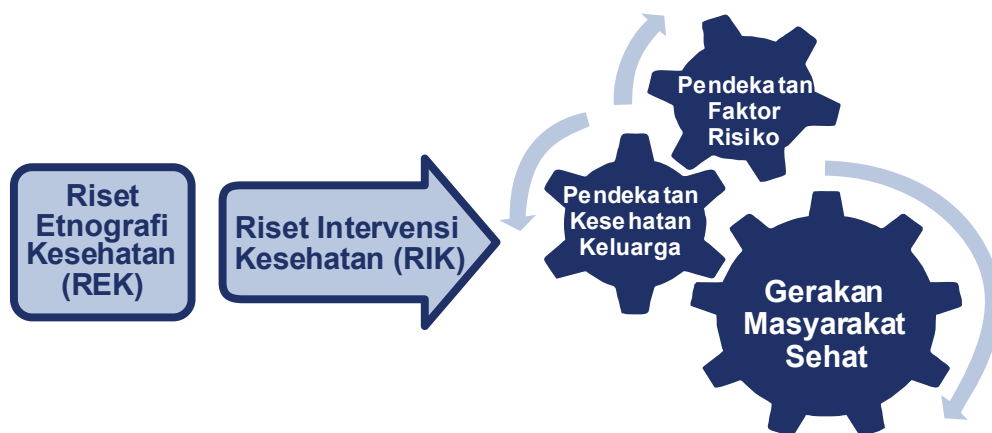 Riset
Etnografi
Kesehatan
(REK)
Riset Intervensi
Kesehatan (RIK)
Pendekatan
Faktor
Risiko
Pendekatan
Kesehatan
Keluarga
Gerakan
Masyarakat
Sehat